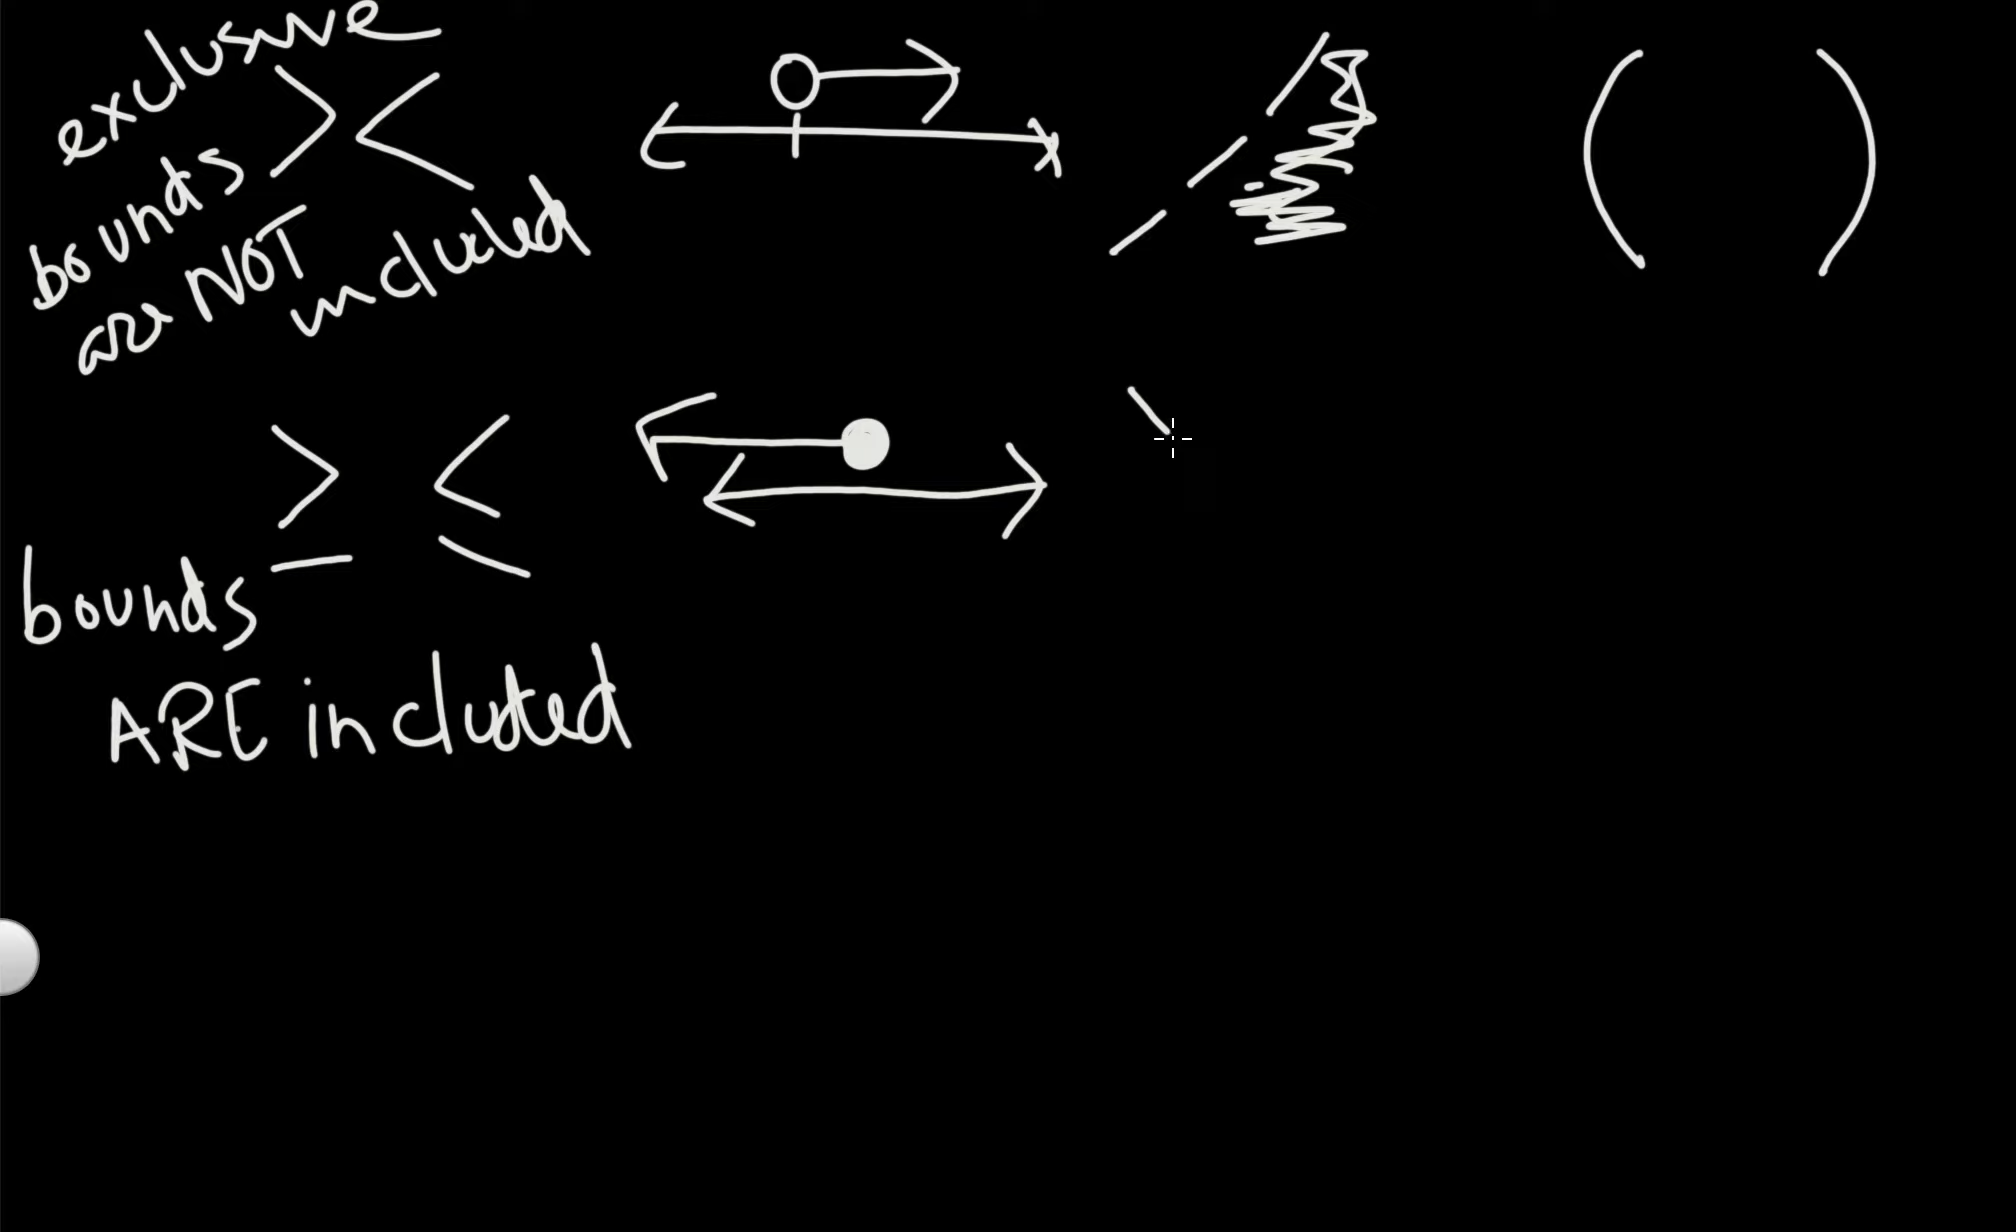 exclusive
> <
( )
bounds
are NOT
included
≥ ≤
bounds
ARE included